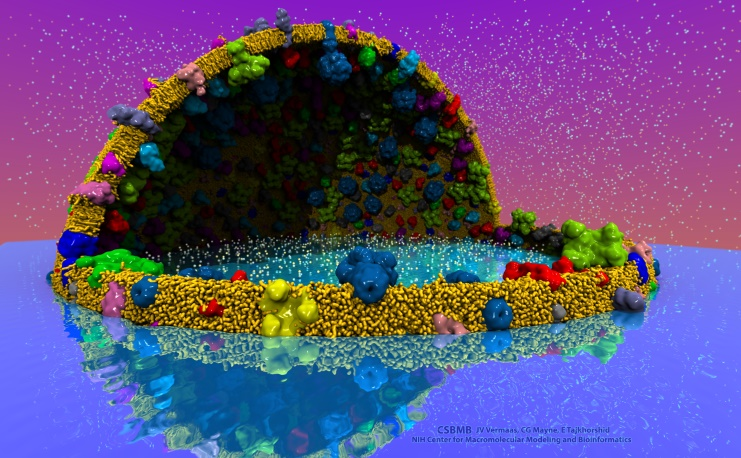 CSBMB JV Vermaas, CG Mayne, E Tajkhorshid
NIH Center for Macromolecular Modeling and Bioinformatics